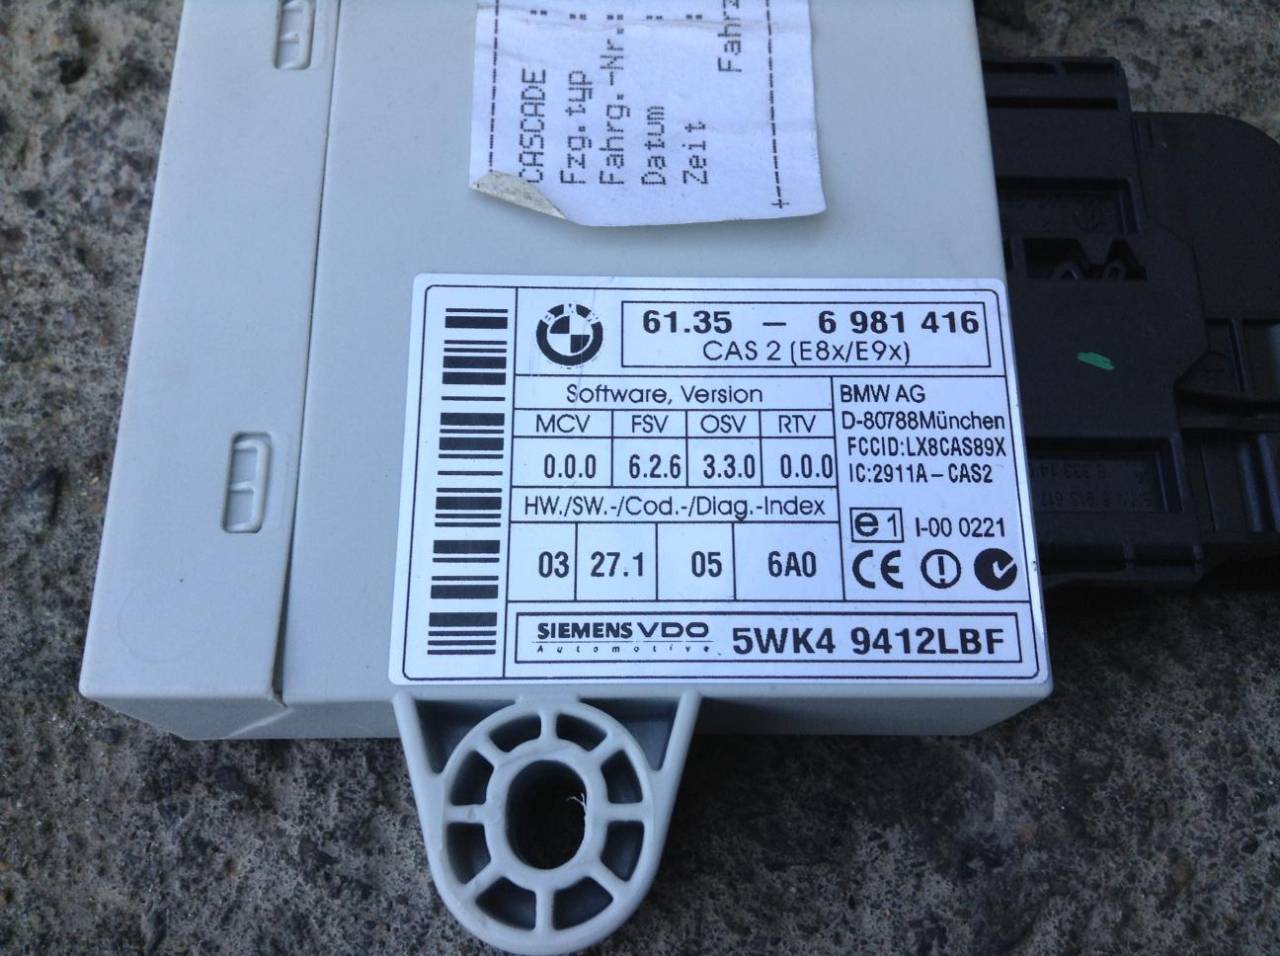 CASCADE :
Fzg.typ :
Fahrg.-Nr.:
Datum :
Zeit :
Fahrz
BMW
61.35 – 6 981 416
CAS 2 (E8x/E9x)
Software, Version
MCV FSV OSV RTV
0.0.0 6.2.6 3.3.0 0.0.0
HW./SW.-/Cod.-/Diag.-Index
03 27.1 05 6A0
BMW AG
D-80788München
FCCID:LX8CAS89X
IC:2911A – CAS2
e1 I-00 0221
CE
SIEMENS VDO
Automotive
5WK4 9412LBF